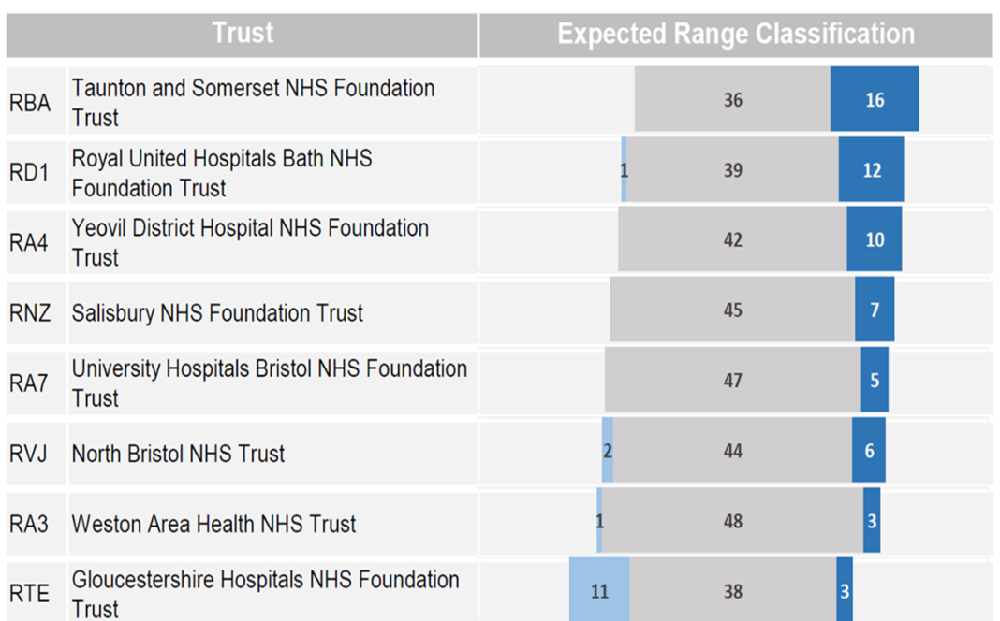 Trust Expected Range Classification
RBA Taunton and Somerset NHS Foundation
Trust 36 16
RD1 Royal United Hospitals Bath NHS
Foundation Trust 1 39 12
RA4 Yeovil District Hospital NHS Foundation
Trust 42 10
RNZ Salisbury NHS Foundation Trust 45 7
RA7 University Hospitals Bristol NHS Foundation
Trust 47 5
RVJ North Bristol NHS Trust 2 44 6
RA3 Weston Area Health NHS Trust 1 48 3
RTE Gloucestershire Hospitals NHS Foundation
Trust 11 38 3